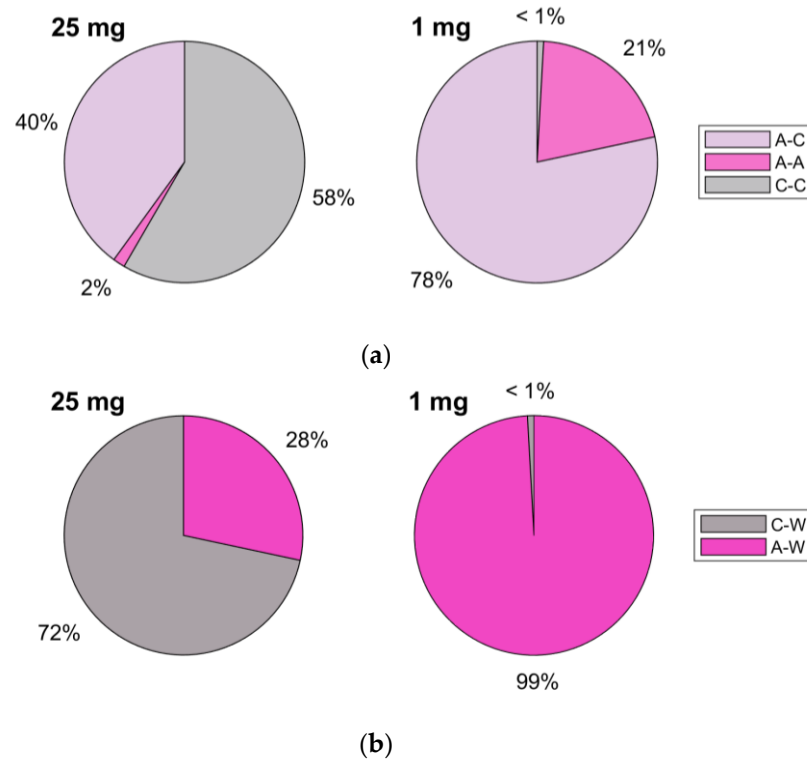 25 mg
1 mg
< 1%
21%
40%
58%
2%
78%
A-C
A-A
C-C
(a)
25 mg
1 mg
< 1%
28%
72%
99%
C-W
A-W
(b)